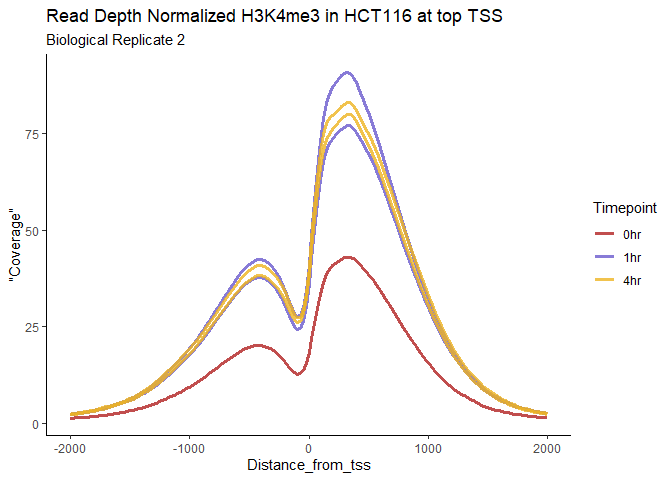 Read Depth Normalized H3K4me3 in HCT116 at top TSS
Biological Replicate 2
"Coverage"
75
50
25
0
-2000
-1000
0
1000
2000
Distance_from_tss
Timepoint
0hr
1hr
4hr